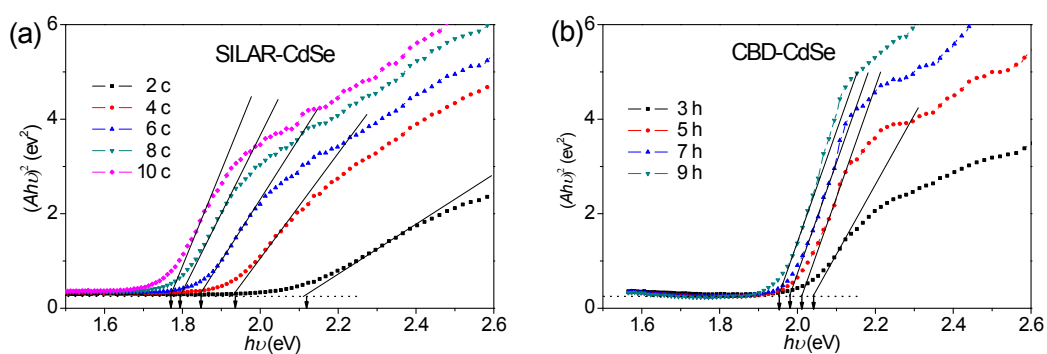 (a)
SILAR-CdSe
2 c
4 c
6 c
8 c
10 c
(Ahυ)² (ev²)
6
4
2
0
1.6 1.8 2.0 2.2 2.4 2.6
hυ(eV)
(b)
CBD-CdSe
3 h
5 h
7 h
9 h
(Ahυ)² (ev²)
6
4
2
0
1.6 1.8 2.0 2.2 2.4 2.6
hυ(eV)